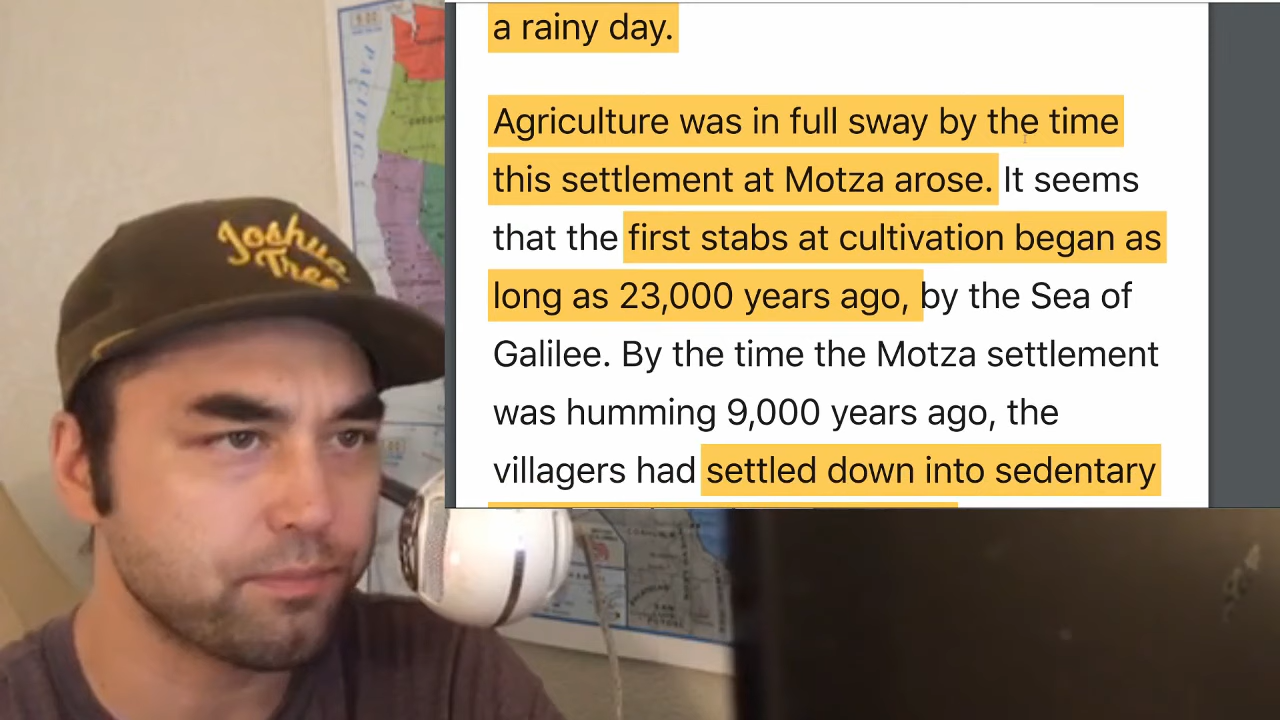 a rainy day.
Agriculture was in full sway by the time
this settlement at Motza arose. It seems
that the first stabs at cultivation began as
long as 23,000 years ago, by the Sea of
Galilee. By the time the Motza settlement
was humming 9,000 years ago, the
villagers had settled down into sedentary
Joshua
Tree
PACIFIC